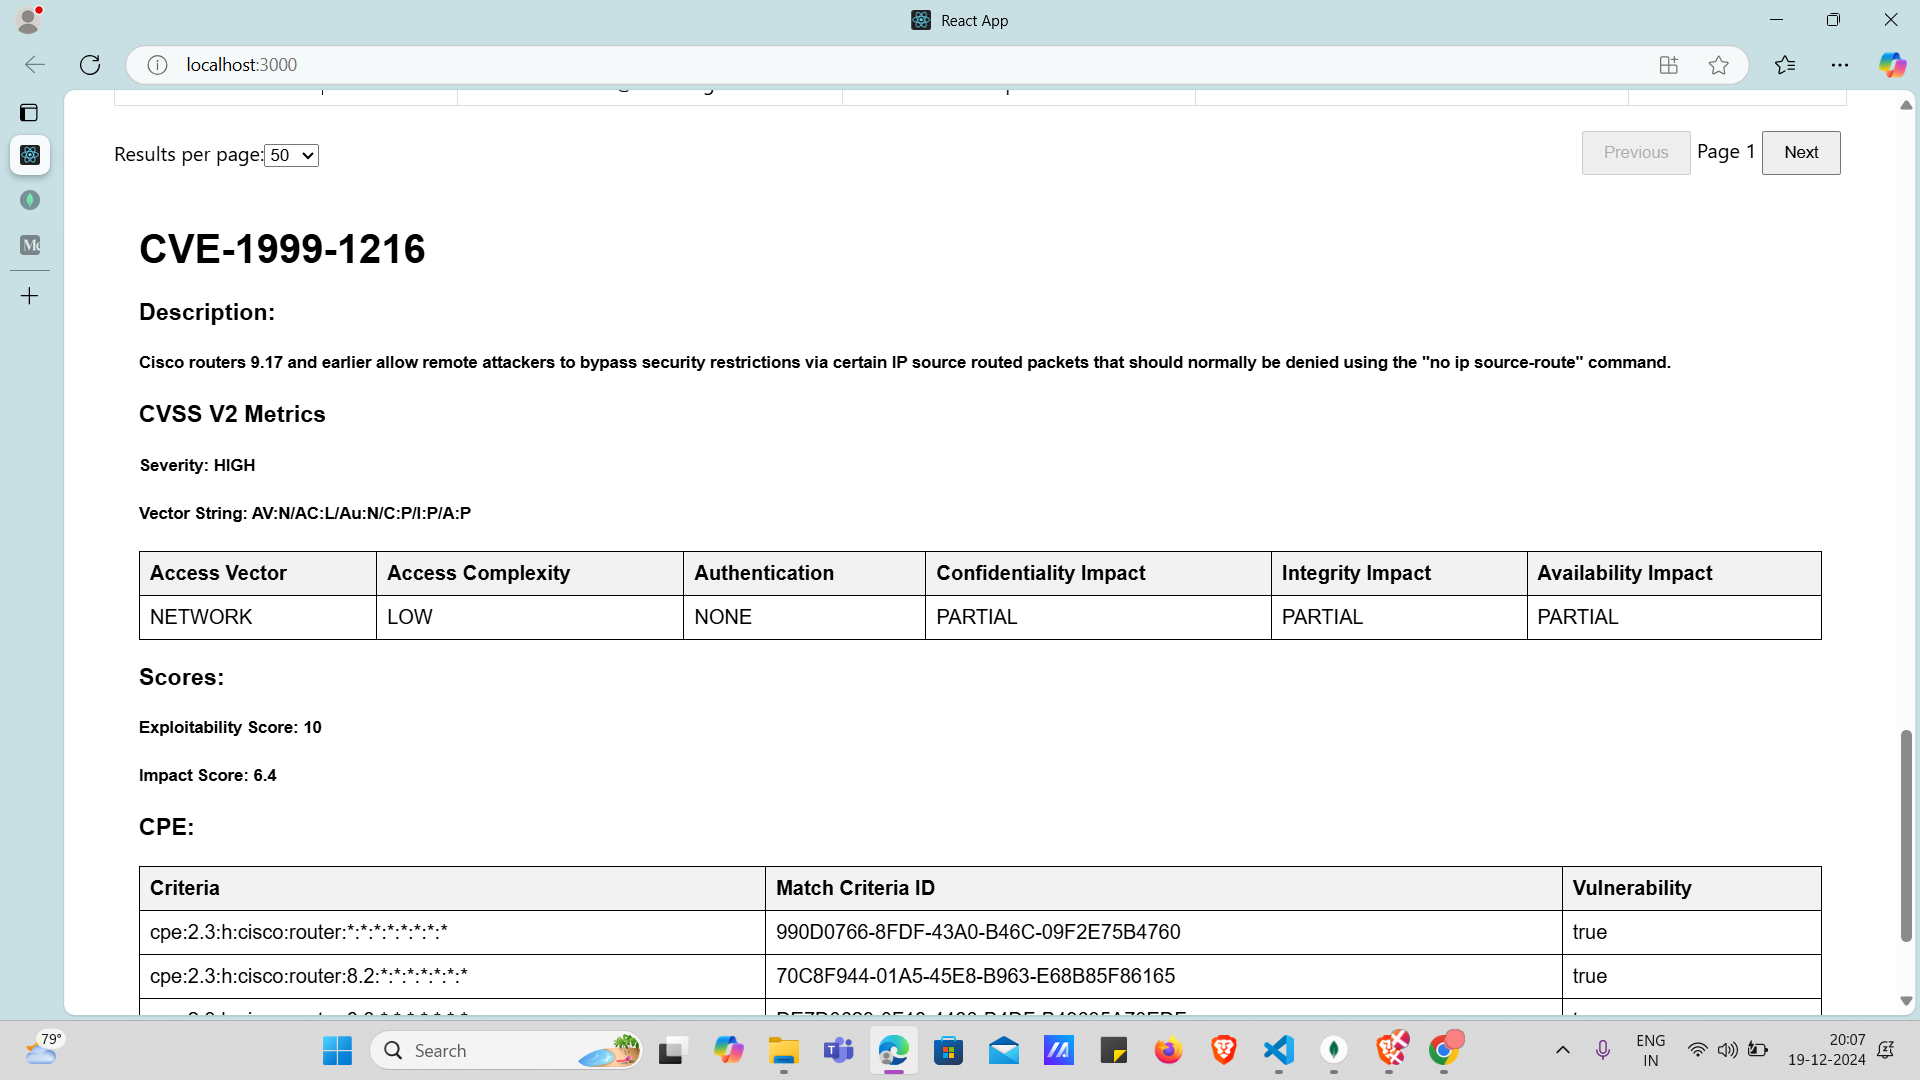 React App
localhost:3000
Results per page: 50
Previous Page 1 Next
CVE-1999-1216
Description:
Cisco routers 9.17 and earlier allow remote attackers to bypass security restrictions via certain IP source routed packets that should normally be denied using the "no ip source-route" command.
CVSS V2 Metrics
Severity: HIGH
Vector String: AV:N/AC:L/Au:N/C:P/I:P/A:P
Access Vector Access Complexity Authentication Confidentiality Impact Integrity Impact Availability Impact
NETWORK LOW NONE PARTIAL PARTIAL PARTIAL
Scores:
Exploitability Score: 10
Impact Score: 6.4
CPE:
Criteria Match Criteria ID Vulnerability
cpe:2.3:h:cisco:router:*:*:*:*:*:*:*:* 990D0766-8FDF-43A0-B46C-09F2E75B4760 true
cpe:2.3:h:cisco:router:8.2:*:*:*:*:*:*:* 70C8F944-01A5-45E8-B963-E68B85F86165 true
79°
Search
ENG
IN
20:07
19-12-2024